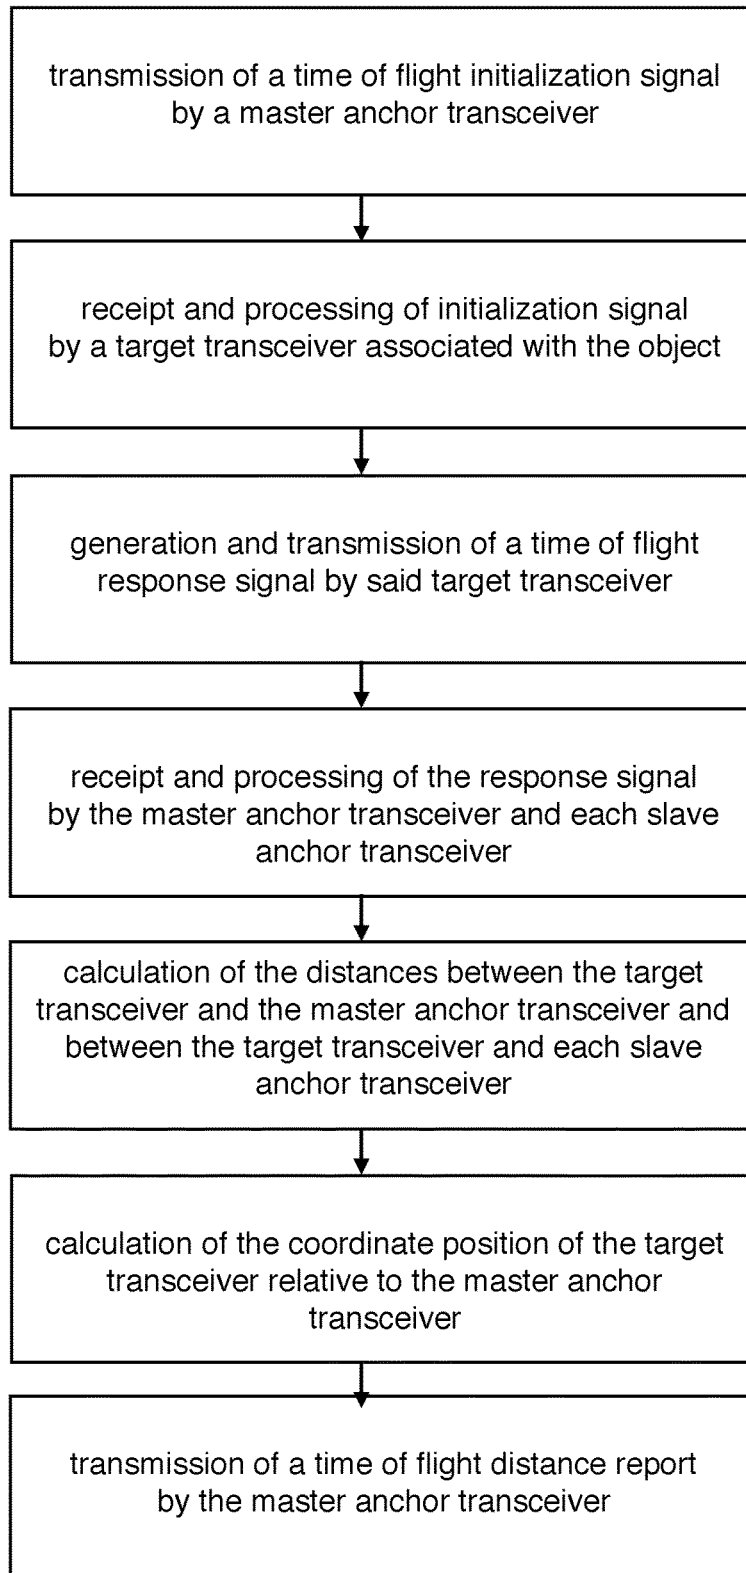 transmission of a time of flight initialization signal
by a master anchor transceiver
receipt and processing of initialization signal
by a target transceiver associated with the object
generation and transmission of a time of flight
response signal by said target transceiver
receipt and processing of the response signal
by the master anchor transceiver and each slave
anchor transceiver
calculation of the distances between the target
transceiver and the master anchor transceiver and
between the target transceiver and each slave
anchor transceiver
calculation of the coordinate position of the target
transceiver relative to the master anchor
transceiver
transmission of a time of flight distance report
by the master anchor transceiver